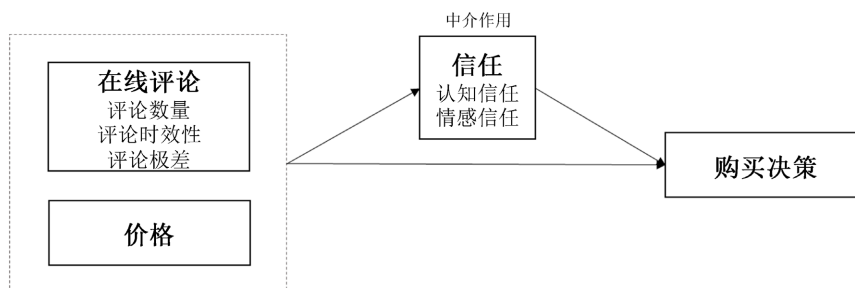 中介作用
在线评论
评论数量
评论时效性
评论极差
价格
信任
认知信任
情感信任
购买决策